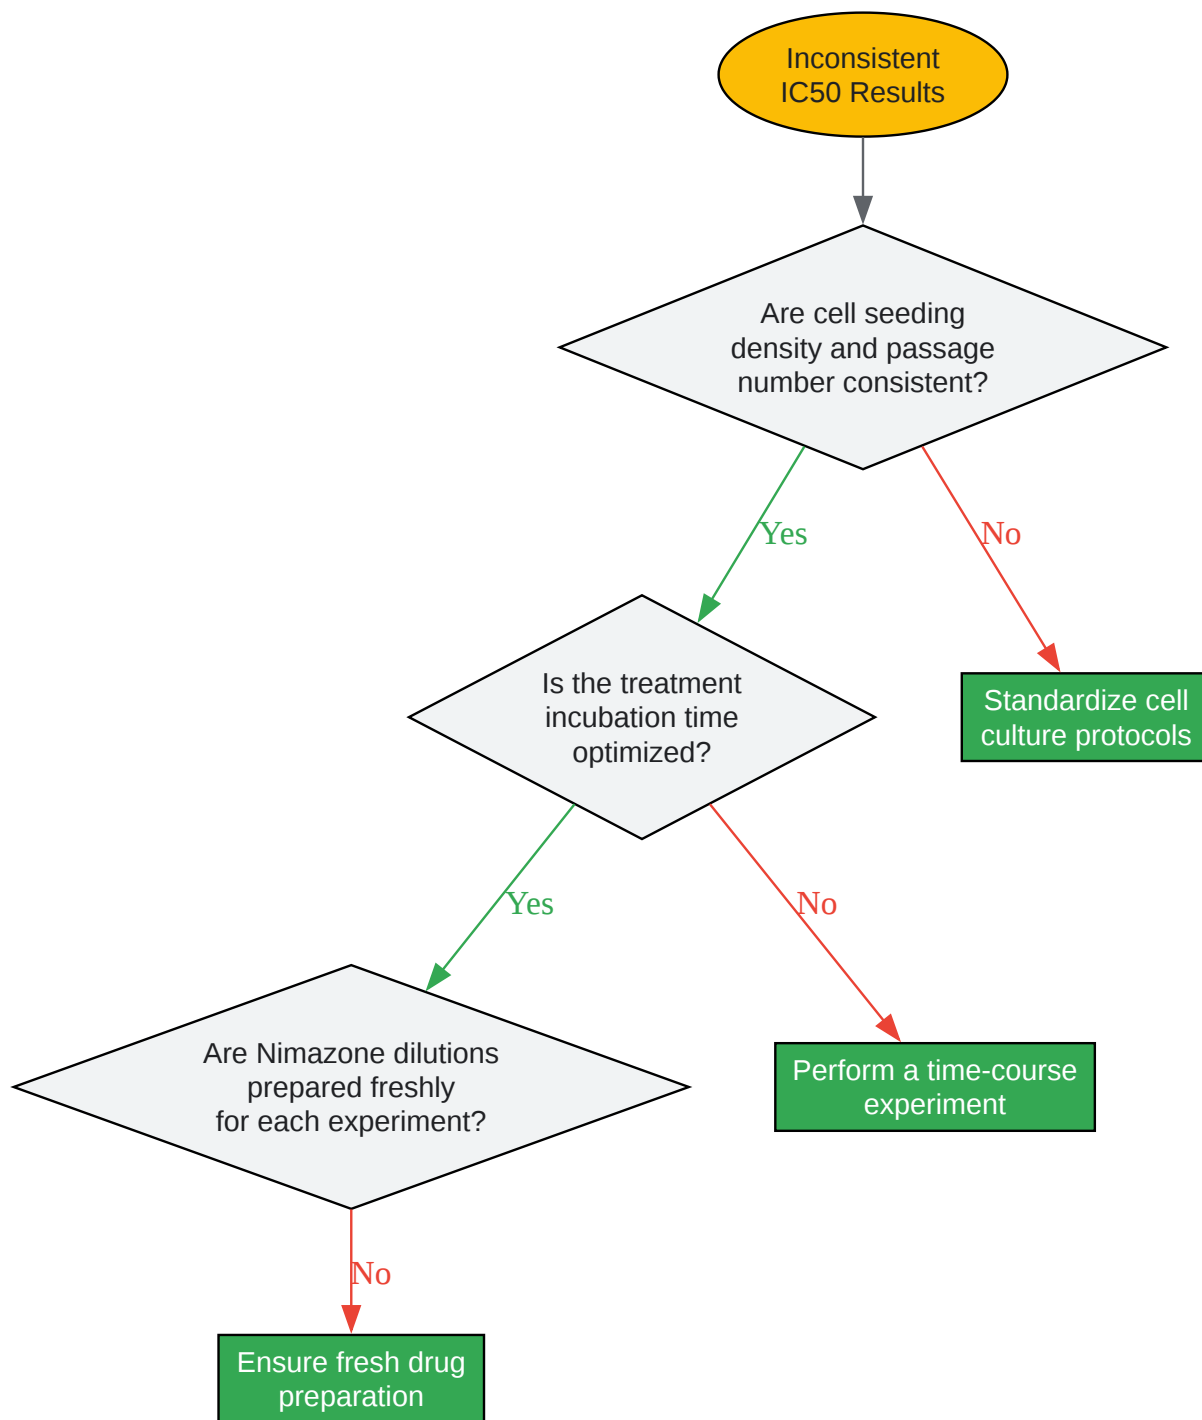 Inconsistent
IC50 Results
Are cell seeding
density and passage
number consistent?
Yes
No
Is the treatment
incubation time
optimized?
Standardize cell
culture protocols
Yes
No
Are Nimazone dilutions
prepared freshly
for each experiment?
Perform a time-course
experiment
No
Ensure fresh drug
preparation